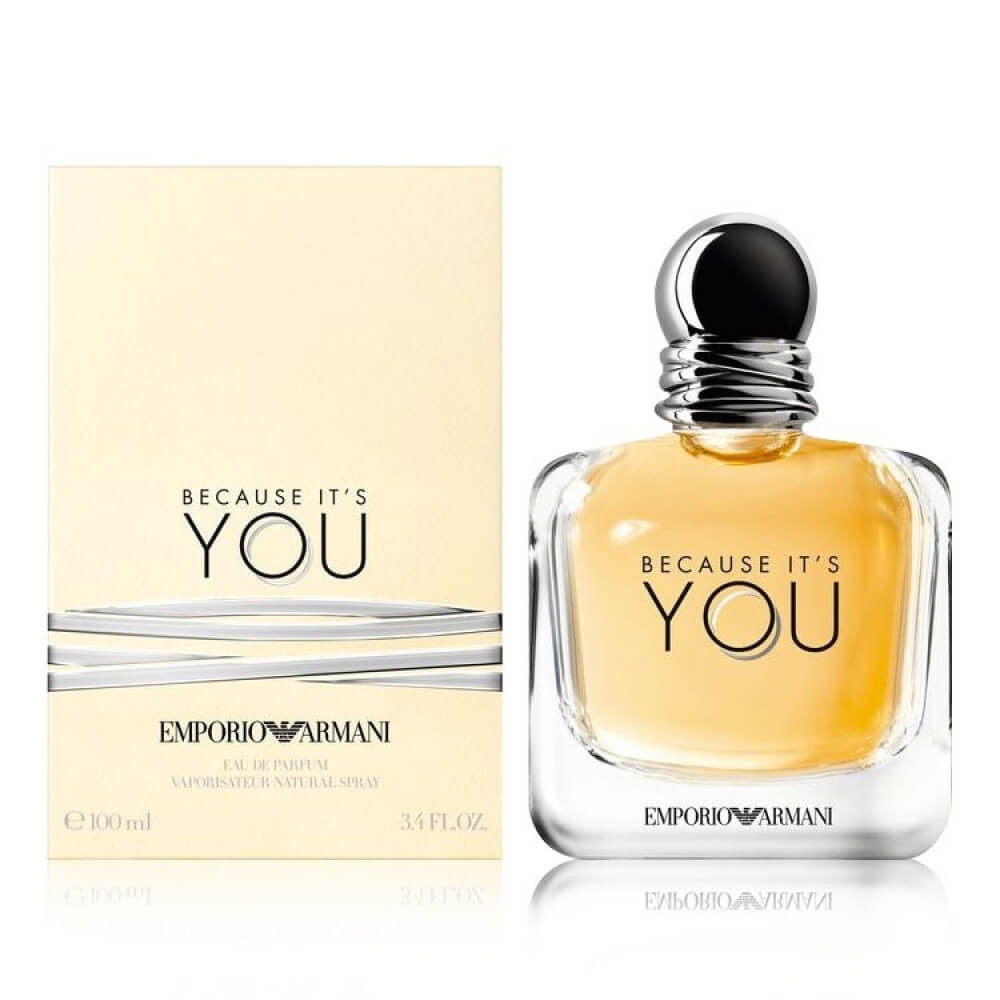 BECAUSE IT'S
YOU
EMPORIO ARMANI
EAU DE PARFUM
VAPORISATEUR NATURAL SPRAY
℮100 ml 3.4 FL.OZ.
BECAUSE IT'S
YOU
EMPORIO ARMANI